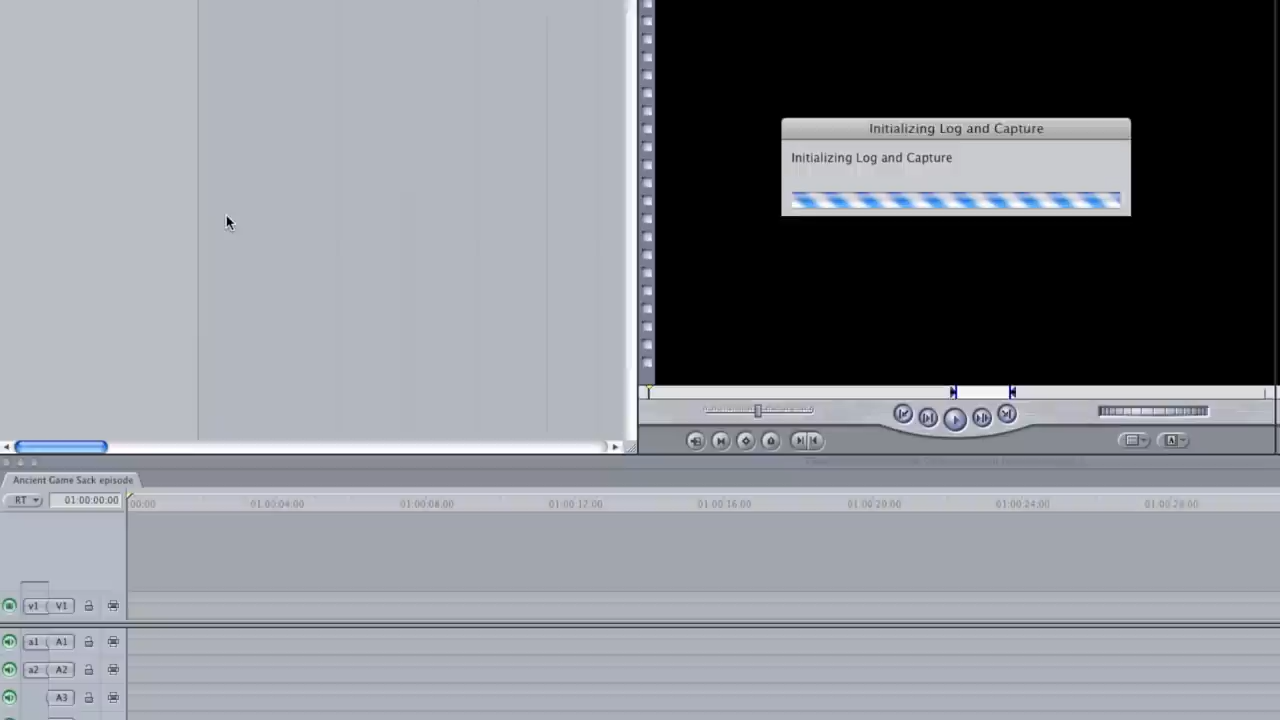 Initializing Log and Capture
Initializing Log and Capture
Ancient Game Sack episode
RT 01:00:00:00 00:00 01:00:04:00 01:00:08:00 01:00:12:00 01:00:16:00 01:00:20:00 01:00:24:00 01:00:28:00
v1 V1
a1 A1
a2 A2
A3